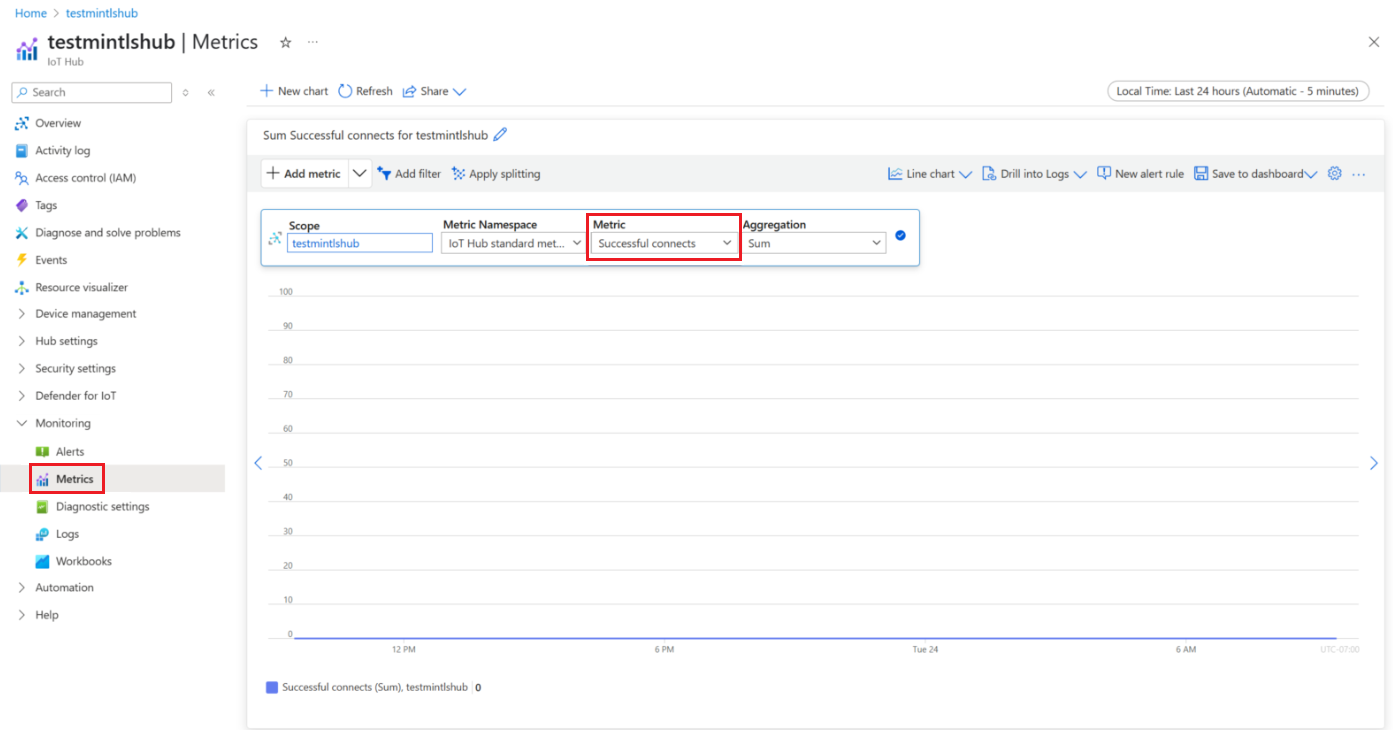 Home > testmintlshub
testmintlshub | Metrics
IoT Hub
Search
Overview
Activity log
Access control (IAM)
Tags
Diagnose and solve problems
Events
Resource visualizer
Device management
Hub settings
Security settings
Defender for IoT
Monitoring
Alerts
Metrics
Diagnostic settings
Logs
Workbooks
Automation
Help
New chart Refresh Share
Local Time: Last 24 hours (Automatic - 5 minutes)
Sum Successful connects for testmintlshub
Add metric Add filter Apply splitting
Line chart Drill into Logs New alert rule Save to dashboard ...
Scope Metric Namespace Metric Aggregation
testmintlshub IoT Hub standard met... Successful connects Sum
100
90
80
70
60
50
40
30
20
10
0
12 PM 6 PM Tue 24 6 AM UTC-07:00
Successful connects (Sum), testmintlshub 0